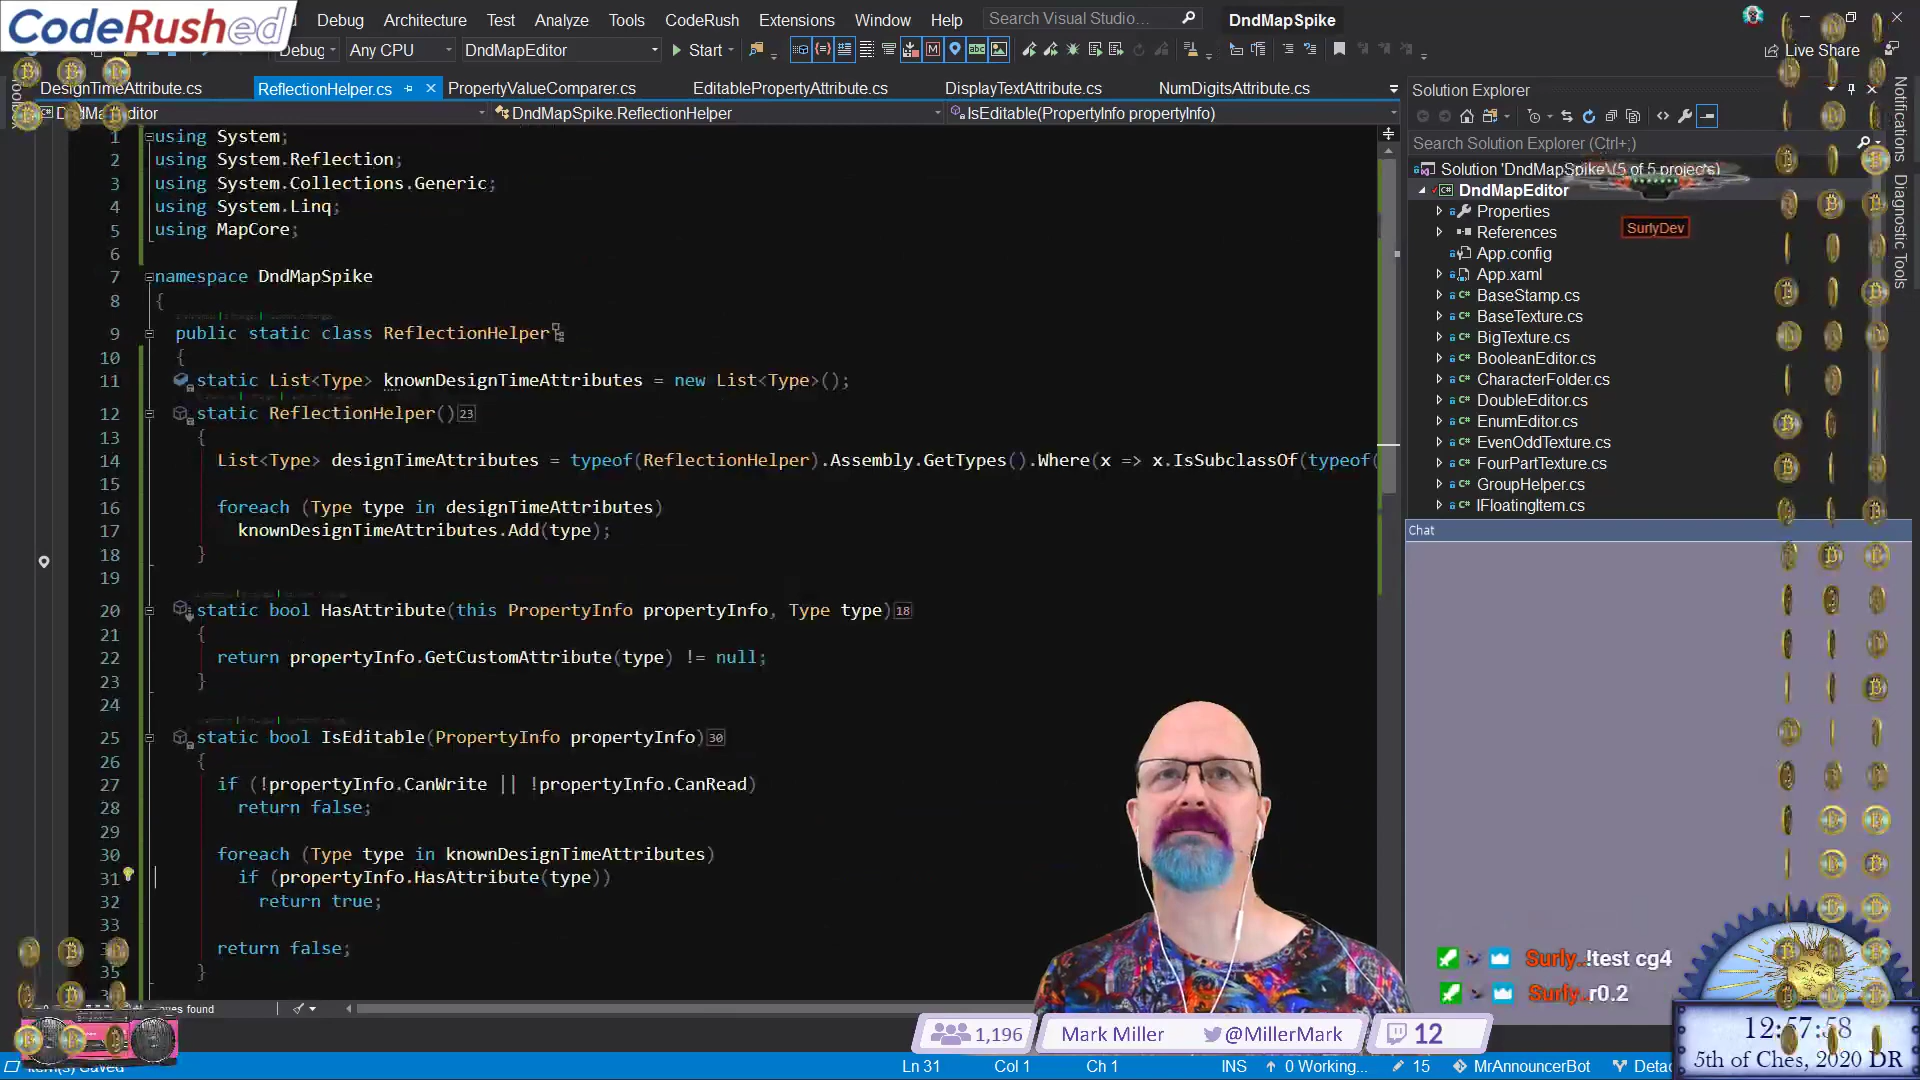 CodeRushed
Debug Architecture Test Analyze Tools CodeRush Extensions Window Help
Search Visual Studio...
DndMapSpike
Debug
Any CPU
DndMapEditor
Start
Live Share
DesignTimeAttribute.cs
ReflectionHelper.cs
PropertyValueComparer.cs
EditablePropertyAttribute.cs
DisplayTextAttribute.cs
NumDigitsAttribute.cs
DndMapSpike.ReflectionHelper
IsEditable(PropertyInfo propertyInfo)
1 using System;
2 using System.Reflection;
3 using System.Collections.Generic;
4 using System.Linq;
5 using MapCore;
6
7 namespace DndMapSpike
8 {
9 public static class ReflectionHelper
10 {
11 static List<Type> knownDesignTimeAttributes = new List<Type>();
12 static ReflectionHelper() 23
13 {
14 List<Type> designTimeAttributes = typeof(ReflectionHelper).Assembly.GetTypes().Where(x => x.IsSubclassOf(typeof(
15
16 foreach (Type type in designTimeAttributes)
17 knownDesignTimeAttributes.Add(type);
18 }
19
20 static bool HasAttribute(this PropertyInfo propertyInfo, Type type) 18
21 {
22 return propertyInfo.GetCustomAttribute(type) != null;
23 }
24
25 static bool IsEditable(PropertyInfo propertyInfo) 30
26 {
27 if (!propertyInfo.CanWrite || !propertyInfo.CanRead)
28 return false;
29
30 foreach (Type type in knownDesignTimeAttributes)
31 if (propertyInfo.HasAttribute(type))
32 return true;
33
return false;
35 }
Solution Explorer
Search Solution Explorer (Ctrl+;)
Solution 'DndMapSpike' (5 of 5 projects)
DndMapEditor
Properties
References
App.config
App.xaml
BaseStamp.cs
BaseTexture.cs
BigTexture.cs
BooleanEditor.cs
CharacterFolder.cs
DoubleEditor.cs
EnumEditor.cs
EvenOddTexture.cs
FourPartTexture.cs
GroupHelper.cs
IFloatingItem.cs
SurlyDev
Notifications
Diagnostic Tools
Chat
Surly..!test cg4
Surly..r0.2
found
1,196
Mark Miller
@MillerMark
12
12:57:58
5th of Ches, 2020 DR
Saved
Ln 31 Col 1 Ch 1 INS 0 Working... 15 MrAnnouncerBot